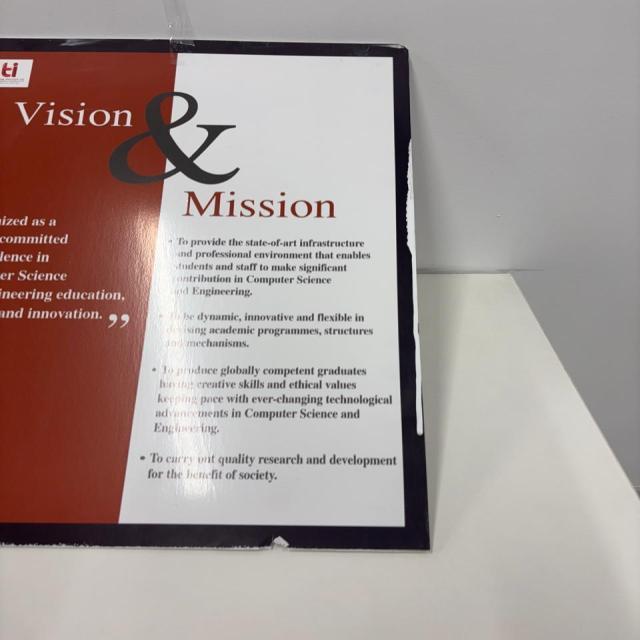 ti
Vision
&
Mission
ized as a
committed
lence in
er Science
ineering education,
and innovation. ”
• To provide the state-of-art infrastructure
and professional environment that enables
students and staff to make significant
contribution in Computer Science
and Engineering.
• To be dynamic, innovative and flexible in
devising academic programmes, structures
and mechanisms.
• To produce globally competent graduates
having creative skills and ethical values
keeping pace with ever-changing technological
advancements in Computer Science and
Engineering.
• To carry out quality research and development
for the benefit of society.